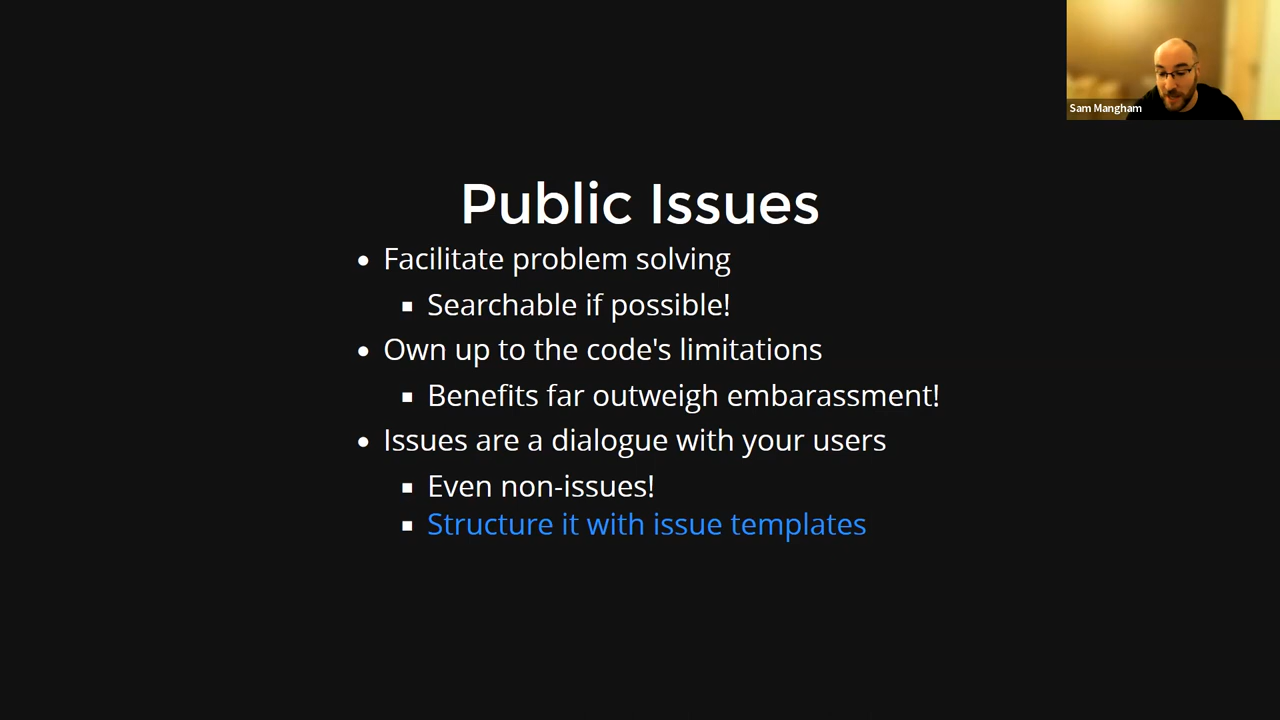 Sam Mangham
Public Issues
Facilitate problem solving
Searchable if possible!
Own up to the code's limitations
Benefits far outweigh embarassment!
Issues are a dialogue with your users
Even non-issues!
Structure it with issue templates